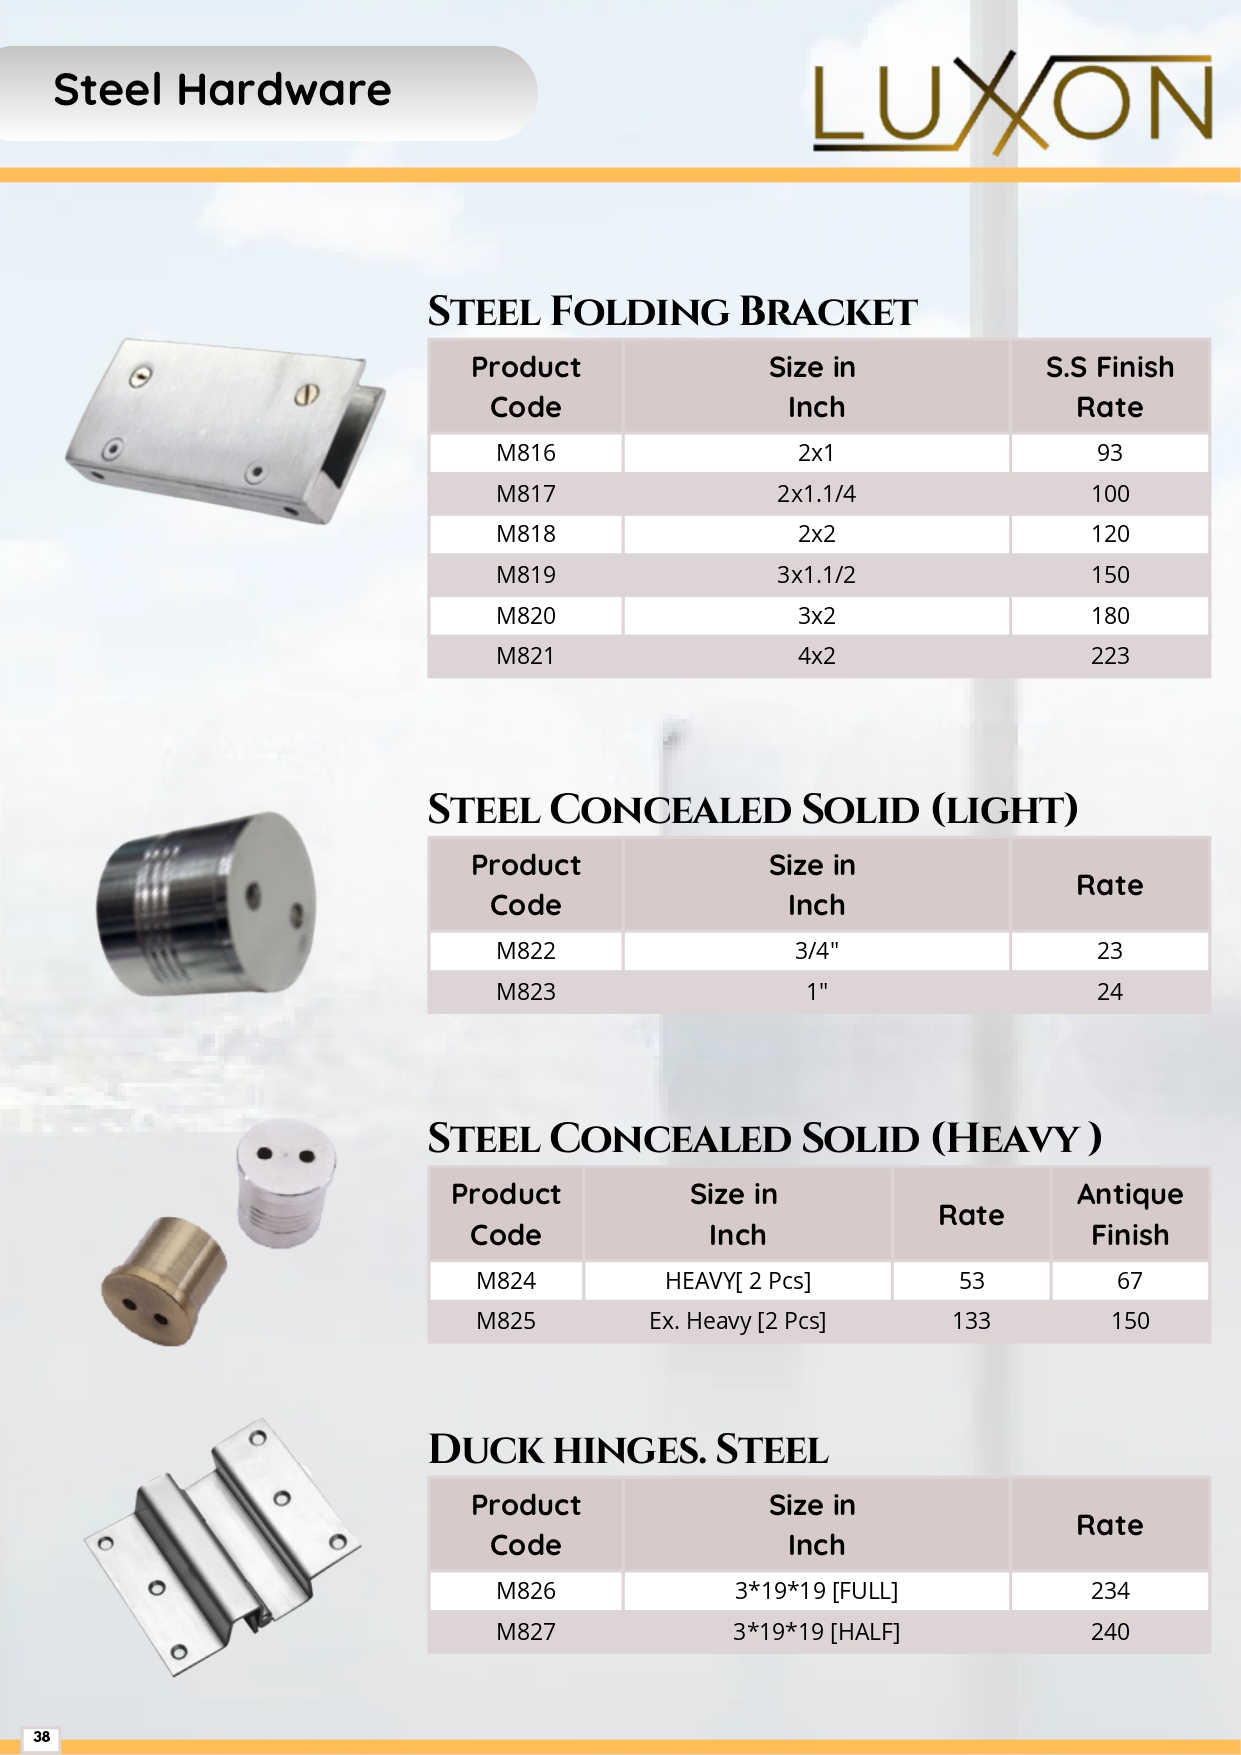 Steel Hardware
LUXXON
STEEL FOLDING BRACKET
Product Code Size in Inch S.S Finish Rate
M816 2x1 93
M817 2x1.1/4 100
M818 2x2 120
M819 3x1.1/2 150
M820 3x2 180
M821 4x2 223
STEEL CONCEALED SOLID (LIGHT)
Product Code Size in Inch Rate
M822 3/4" 23
M823 1" 24
STEEL CONCEALED SOLID (HEAVY )
Product Code Size in Inch Rate Antique Finish
M824 HEAVY[ 2 Pcs] 53 67
M825 Ex. Heavy [2 Pcs] 133 150
DUCK HINGES. STEEL
Product Code Size in Inch Rate
M826 3*19*19 [FULL] 234
M827 3*19*19 [HALF] 240
38